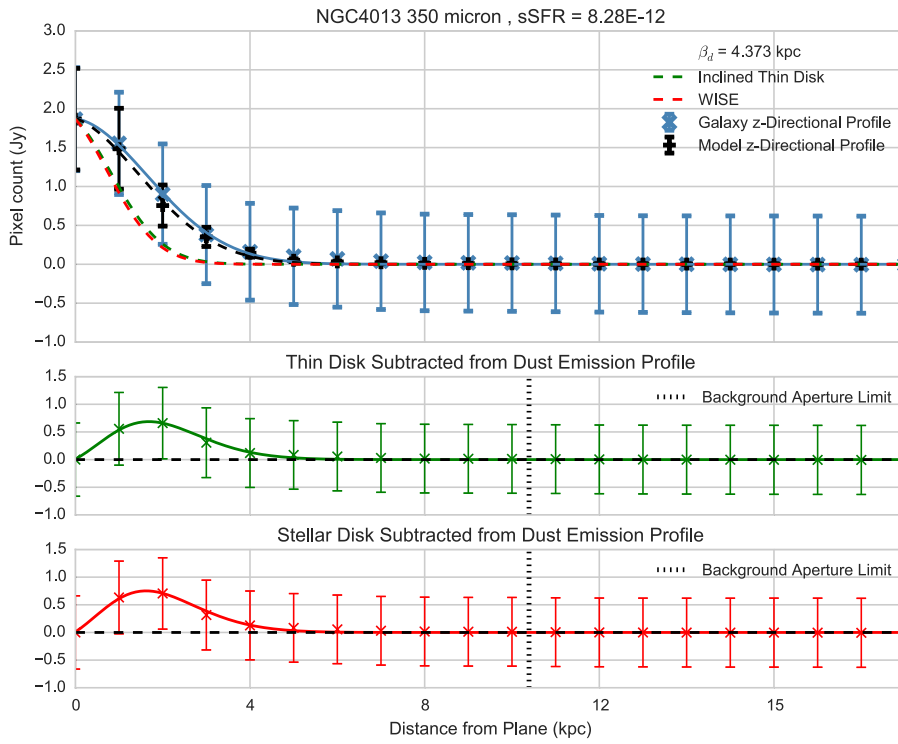 NGC4013 350 micron , sSFR = 8.28E-12
3.0
2.5
2.0
1.5
1.0
0.5
0.0
−0.5
−1.0
Pixel count (Jy)
β_d = 4.373 kpc
Inclined Thin Disk
WISE
Galaxy z-Directional Profile
Model z-Directional Profile
Thin Disk Subtracted from Dust Emission Profile
1.5
1.0
0.5
0.0
−0.5
−1.0
Background Aperture Limit
Stellar Disk Subtracted from Dust Emission Profile
1.5
1.0
0.5
0.0
−0.5
−1.0
Background Aperture Limit
0 4 8 12 15
Distance from Plane (kpc)